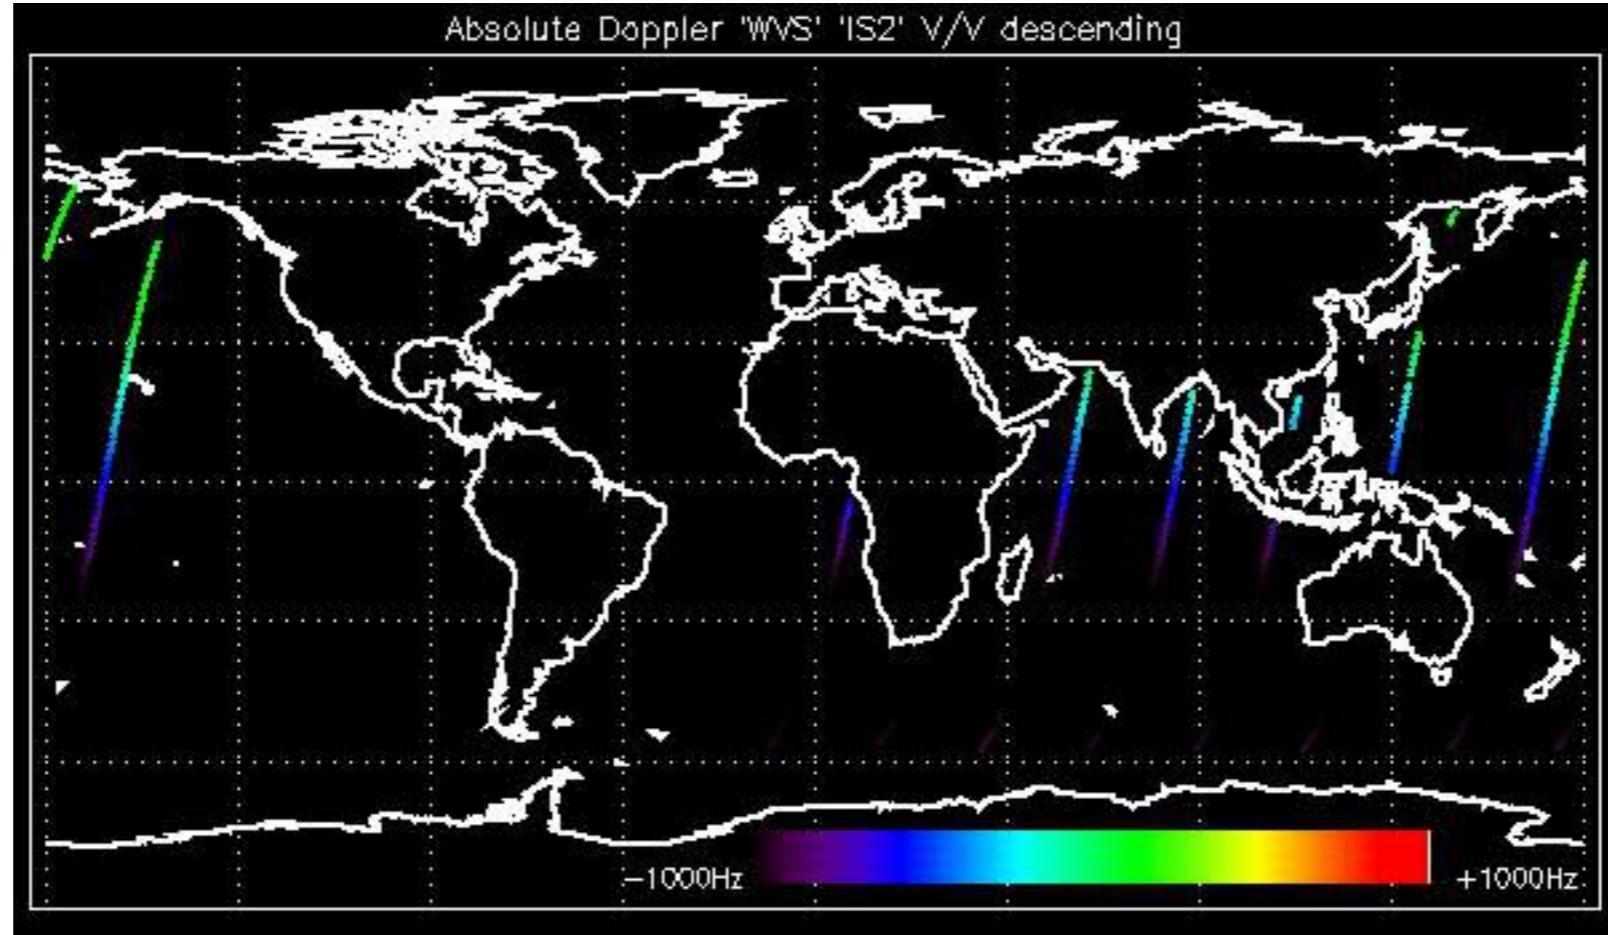 Absolute Doppler 'WVS' 'IS2' V/V descending
−1000Hz
+1000Hz